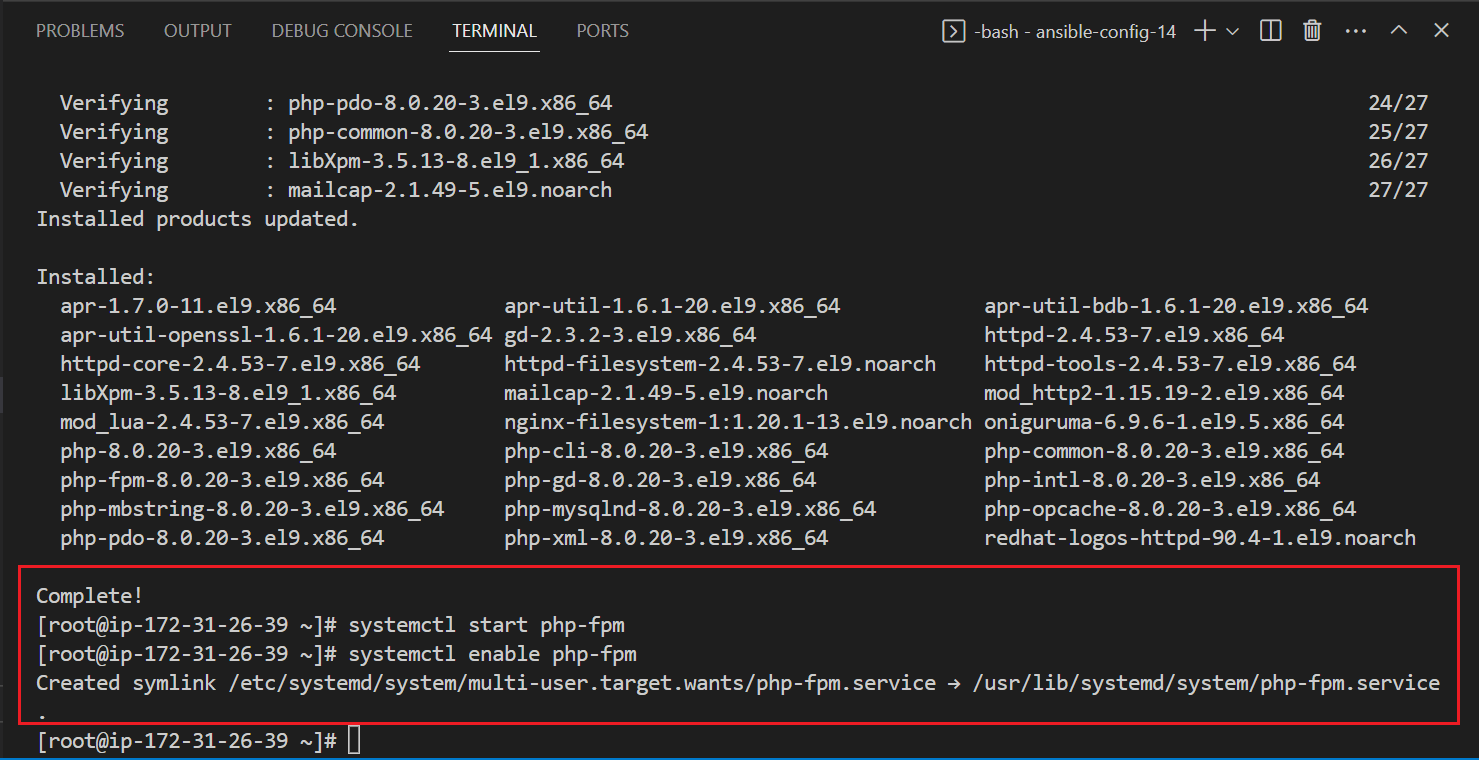 PROBLEMS OUTPUT DEBUG CONSOLE TERMINAL PORTS -bash - ansible-config-14
Verifying : php-pdo-8.0.20-3.el9.x86_64 24/27
Verifying : php-common-8.0.20-3.el9.x86_64 25/27
Verifying : libXpm-3.5.13-8.el9_1.x86_64 26/27
Verifying : mailcap-2.1.49-5.el9.noarch 27/27
Installed products updated.
Installed:
apr-1.7.0-11.el9.x86_64 apr-util-1.6.1-20.el9.x86_64 apr-util-bdb-1.6.1-20.el9.x86_64
apr-util-openssl-1.6.1-20.el9.x86_64 gd-2.3.2-3.el9.x86_64 httpd-2.4.53-7.el9.x86_64
httpd-core-2.4.53-7.el9.x86_64 httpd-filesystem-2.4.53-7.el9.noarch httpd-tools-2.4.53-7.el9.x86_64
libXpm-3.5.13-8.el9_1.x86_64 mailcap-2.1.49-5.el9.noarch mod_http2-1.15.19-2.el9.x86_64
mod_lua-2.4.53-7.el9.x86_64 nginx-filesystem-1:1.20.1-13.el9.noarch oniguruma-6.9.6-1.el9.5.x86_64
php-8.0.20-3.el9.x86_64 php-cli-8.0.20-3.el9.x86_64 php-common-8.0.20-3.el9.x86_64
php-fpm-8.0.20-3.el9.x86_64 php-gd-8.0.20-3.el9.x86_64 php-intl-8.0.20-3.el9.x86_64
php-mbstring-8.0.20-3.el9.x86_64 php-mysqlnd-8.0.20-3.el9.x86_64 php-opcache-8.0.20-3.el9.x86_64
php-pdo-8.0.20-3.el9.x86_64 php-xml-8.0.20-3.el9.x86_64 redhat-logos-httpd-90.4-1.el9.noarch
Complete!
[root@ip-172-31-26-39 ~]# systemctl start php-fpm
[root@ip-172-31-26-39 ~]# systemctl enable php-fpm
Created symlink /etc/systemd/system/multi-user.target.wants/php-fpm.service → /usr/lib/systemd/system/php-fpm.service
.
[root@ip-172-31-26-39 ~]#